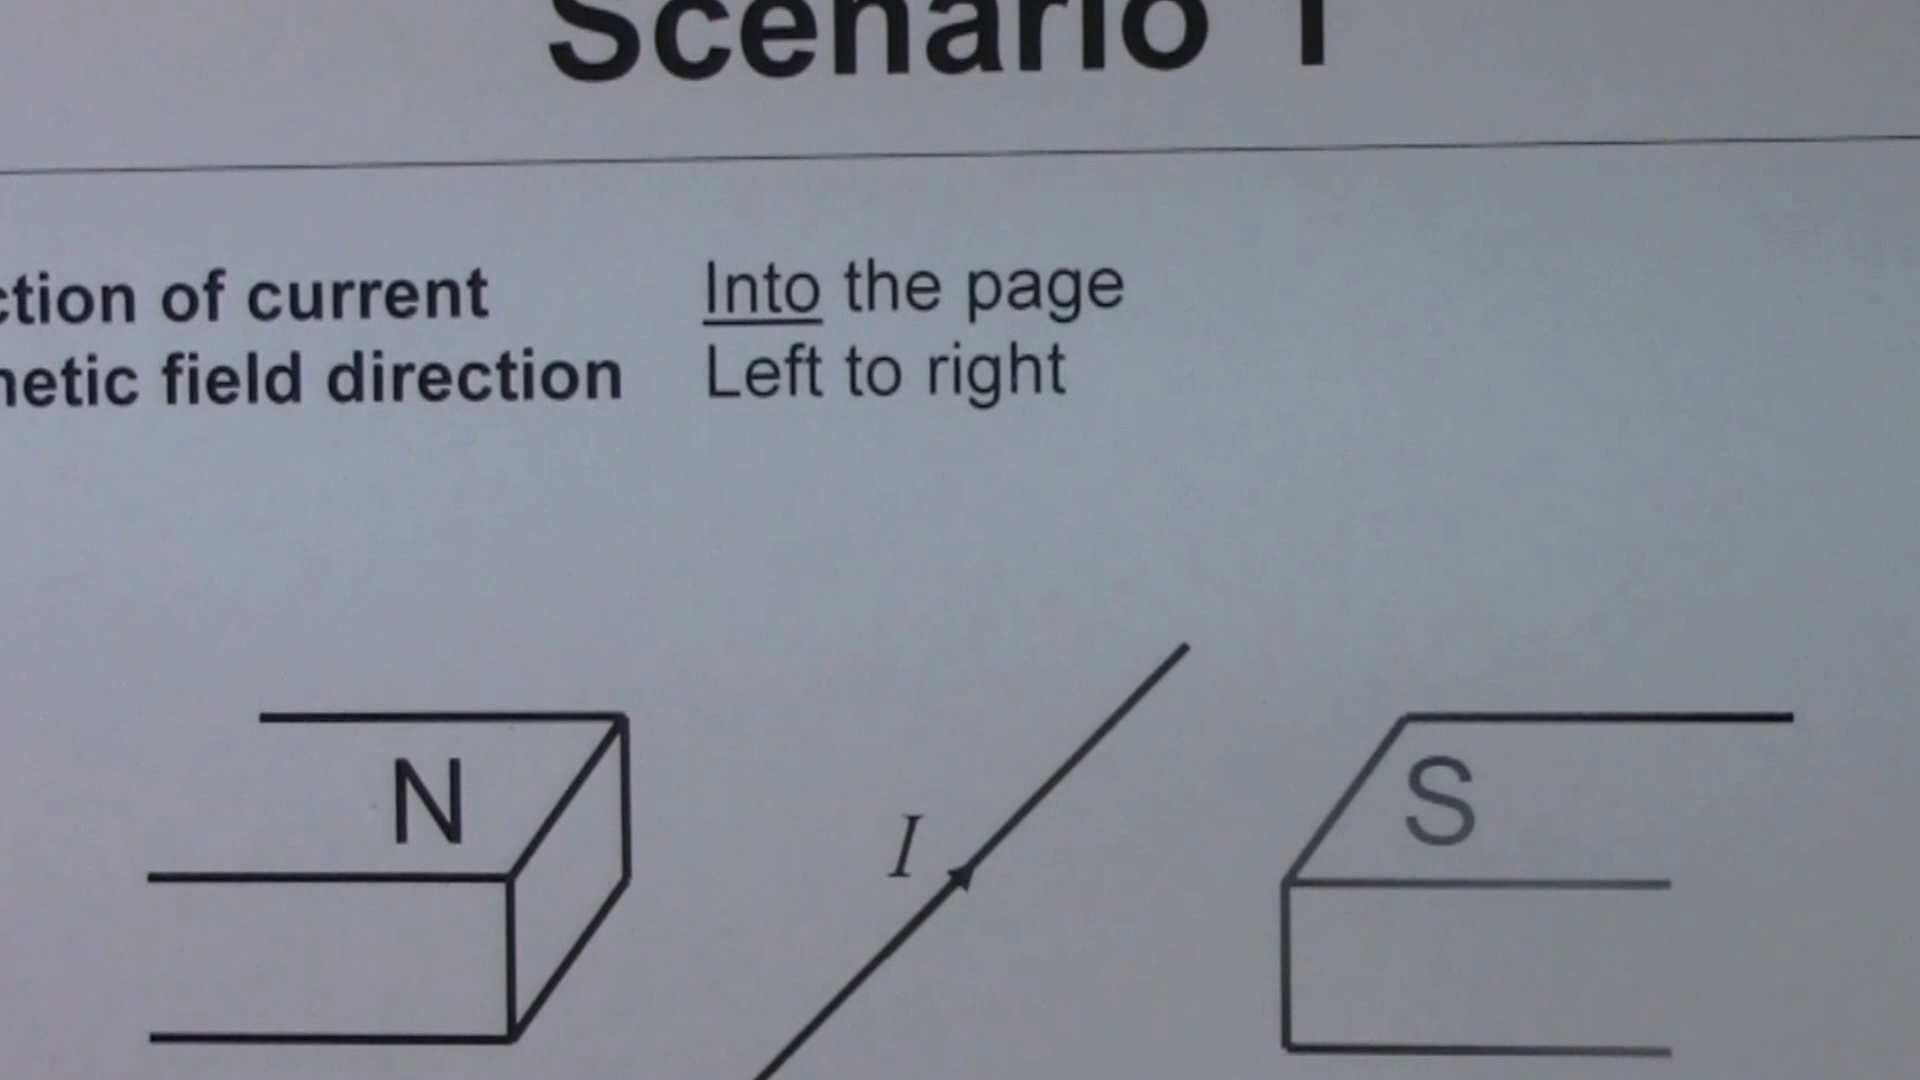 Scenario 1
ction of current Into the page
netic field direction Left to right
N
I
S